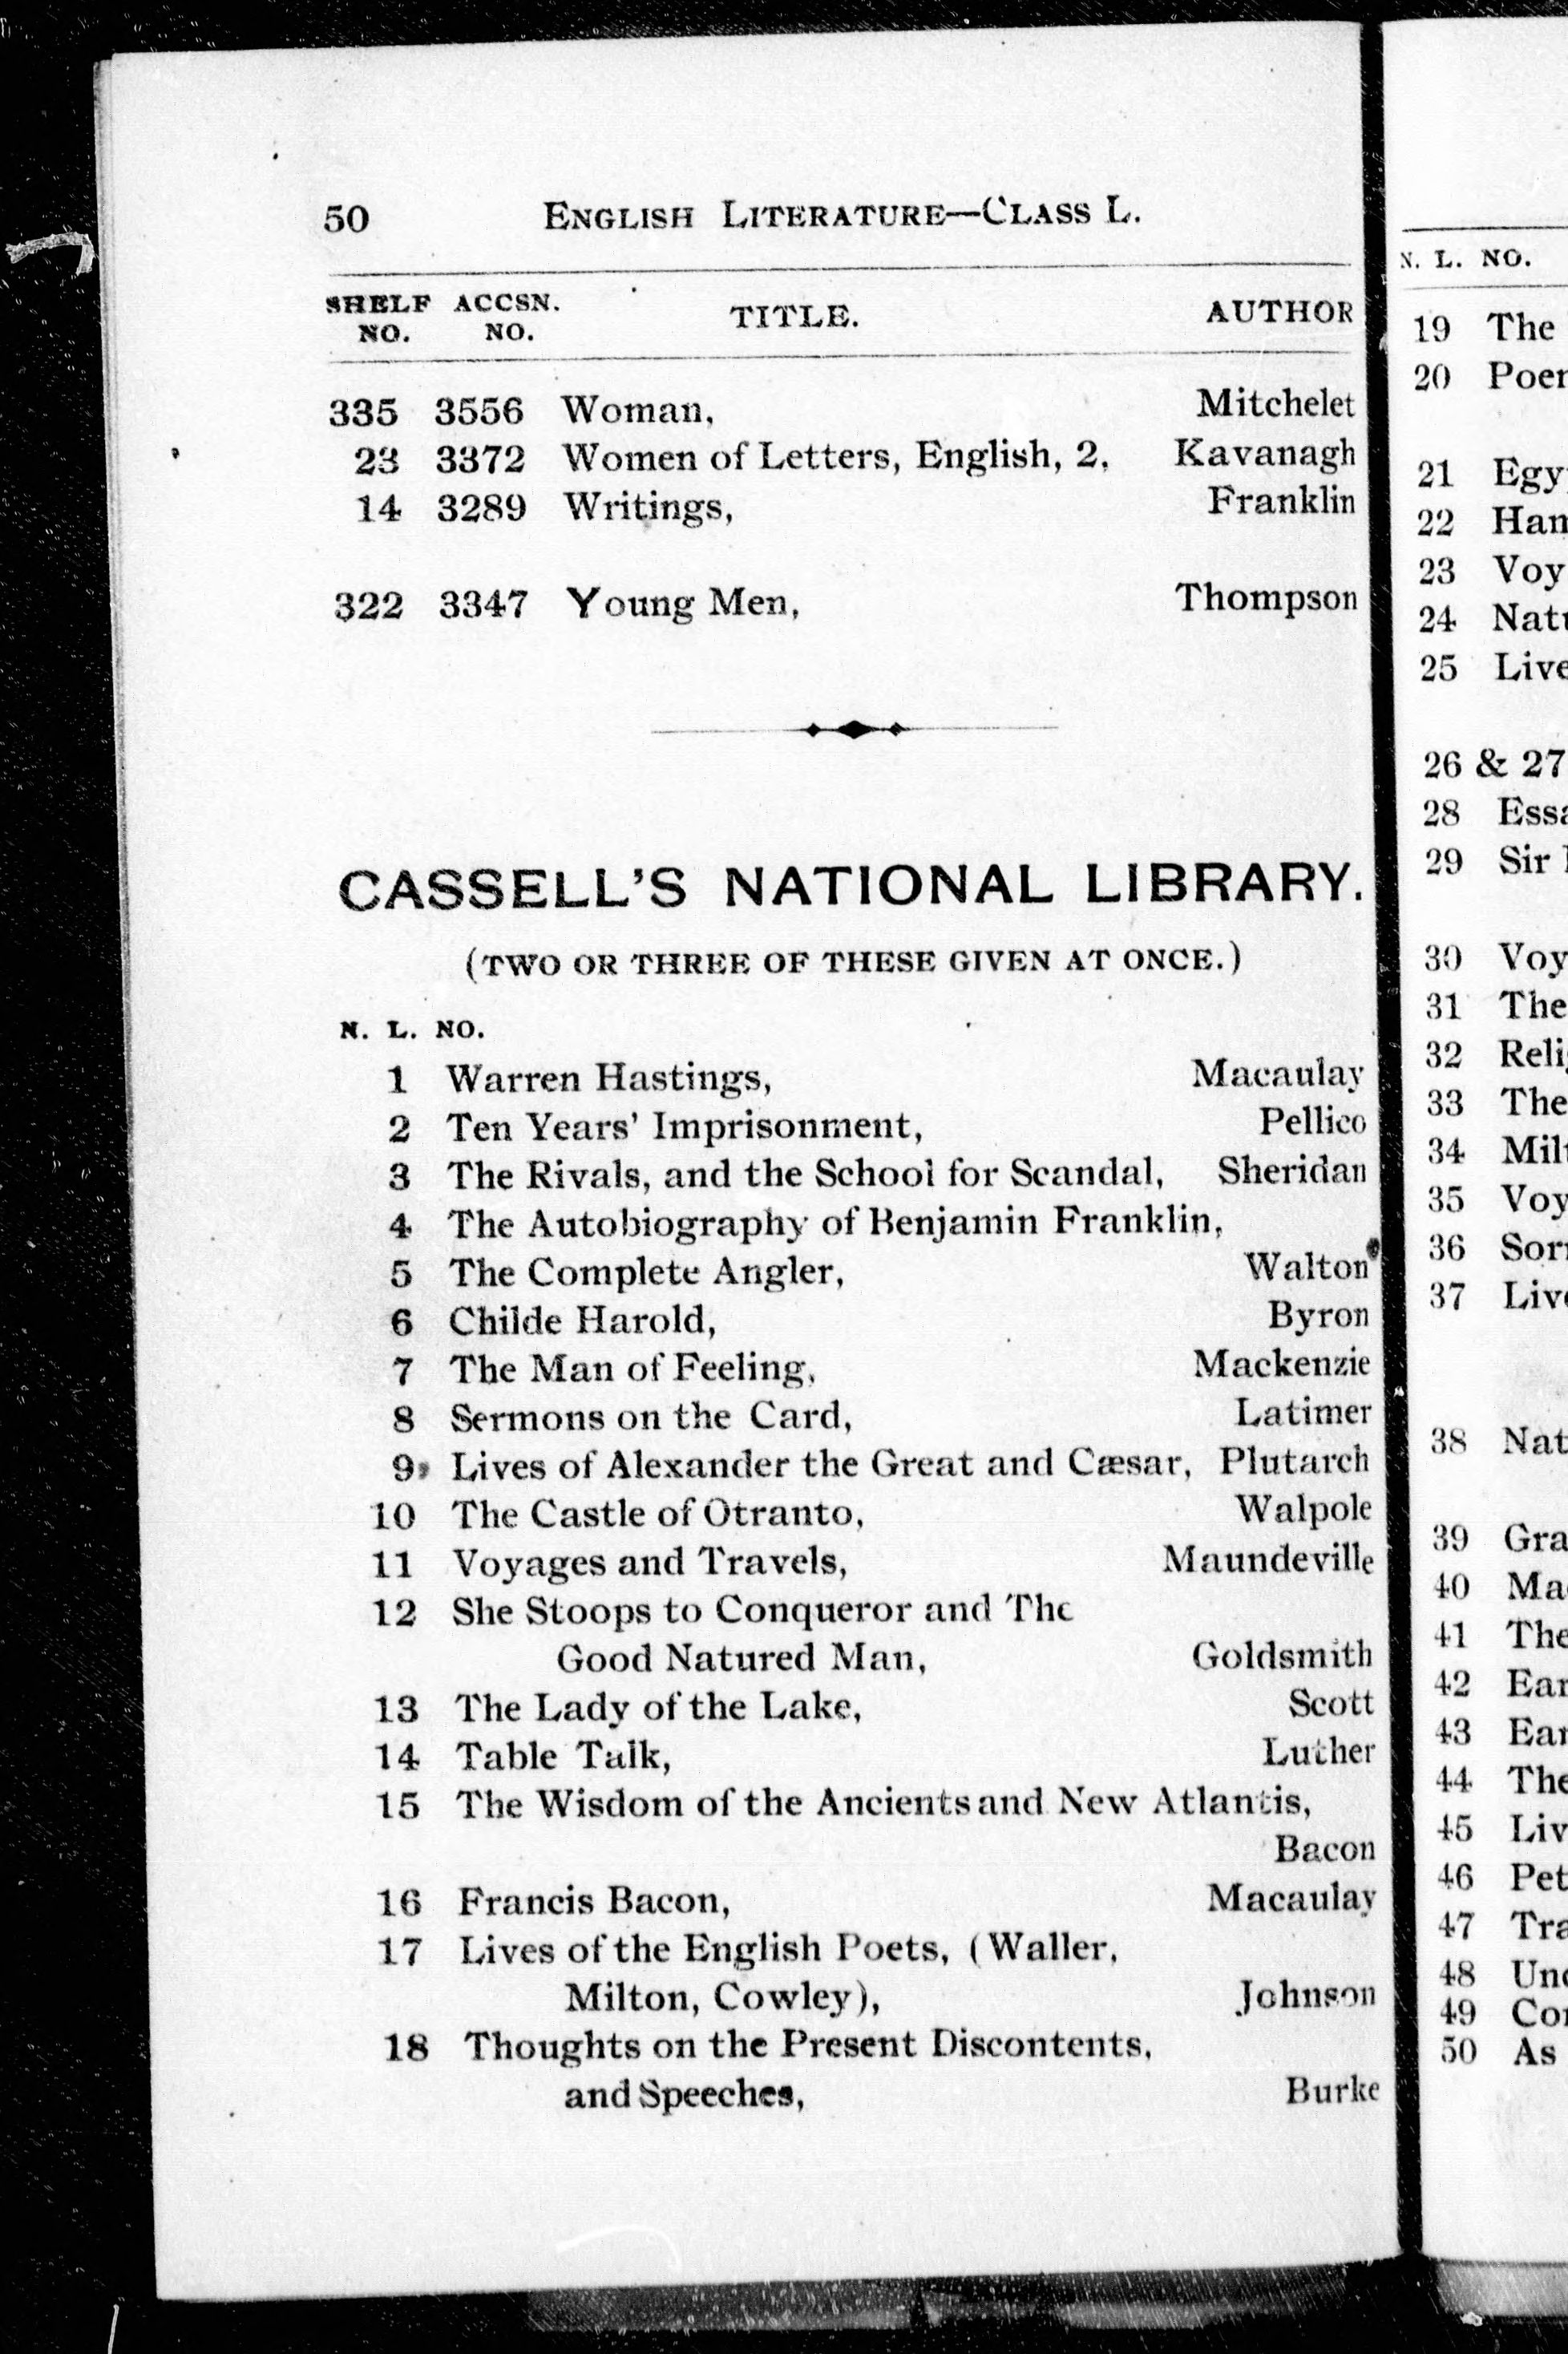 50 ENGLISH LITERATURE—CLASS L.
SHELF NO. ACCSN. NO. TITLE. AUTHOR
335 3556 Woman, Mitchelet
23 3372 Women of Letters, English, 2, Kavanagh
14 3289 Writings, Franklin
322 3347 Young Men, Thompson
CASSELL'S NATIONAL LIBRARY.
(TWO OR THREE OF THESE GIVEN AT ONCE.)
N. L. NO.
1 Warren Hastings, Macaulay
2 Ten Years' Imprisonment, Pellico
3 The Rivals, and the School for Scandal, Sheridan
4 The Autobiography of Benjamin Franklin,
5 The Complete Angler, Walton
6 Childe Harold, Byron
7 The Man of Feeling, Mackenzie
8 Sermons on the Card, Latimer
9 Lives of Alexander the Great and Cæsar, Plutarch
10 The Castle of Otranto, Walpole
11 Voyages and Travels, Maundeville
12 She Stoops to Conqueror and The
Good Natured Man, Goldsmith
13 The Lady of the Lake, Scott
14 Table Talk, Luther
15 The Wisdom of the Ancients and New Atlantis,
Bacon
16 Francis Bacon, Macaulay
17 Lives of the English Poets, (Waller,
Milton, Cowley), Johnson
18 Thoughts on the Present Discontents,
and Speeches, Burke
N. L. NO.
19 The
20
21
22
23
24
25
26 & 27
28
29 Sir
30
31 The
32
33 The
34
35
36
37
38
39
40
41 The
42
43
44 The
45
46
47
48
49
50 As